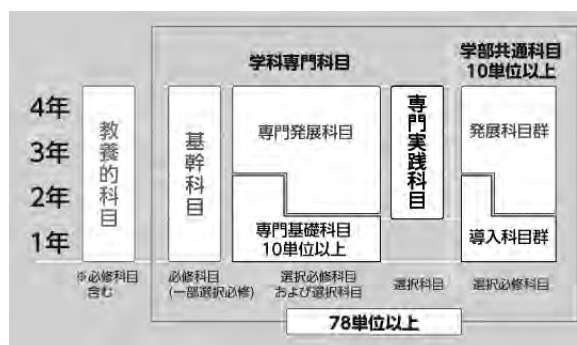 学科専門科目
学部共通科目
10単位以上
4年
3年
2年
1年
教養的科目
基幹科目
専門発展科目
専門基礎科目
10単位以上
専門実践科目
発展科目群
導入科目群
※必修科目
含む
必修科目
(一部選択必修)
選択必修科目
および選択科目
選択科目
選択必修科目
78単位以上